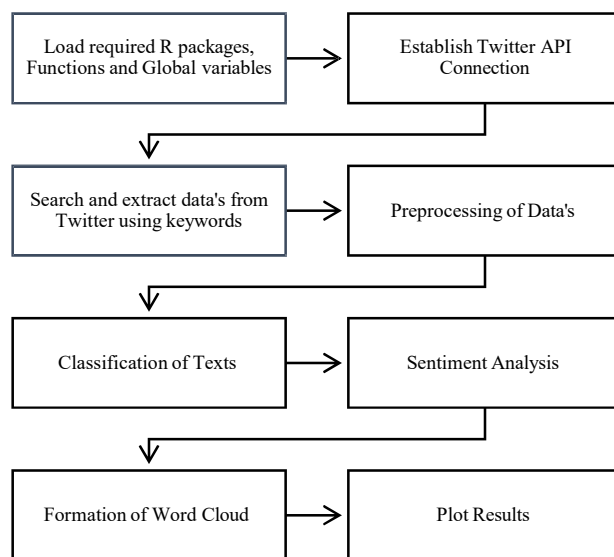 Load required R packages,
Functions and Global variables
Establish Twitter API
Connection
Search and extract data's from
Twitter using keywords
Preprocessing of Data's
Classification of Texts
Sentiment Analysis
Formation of Word Cloud
Plot Results